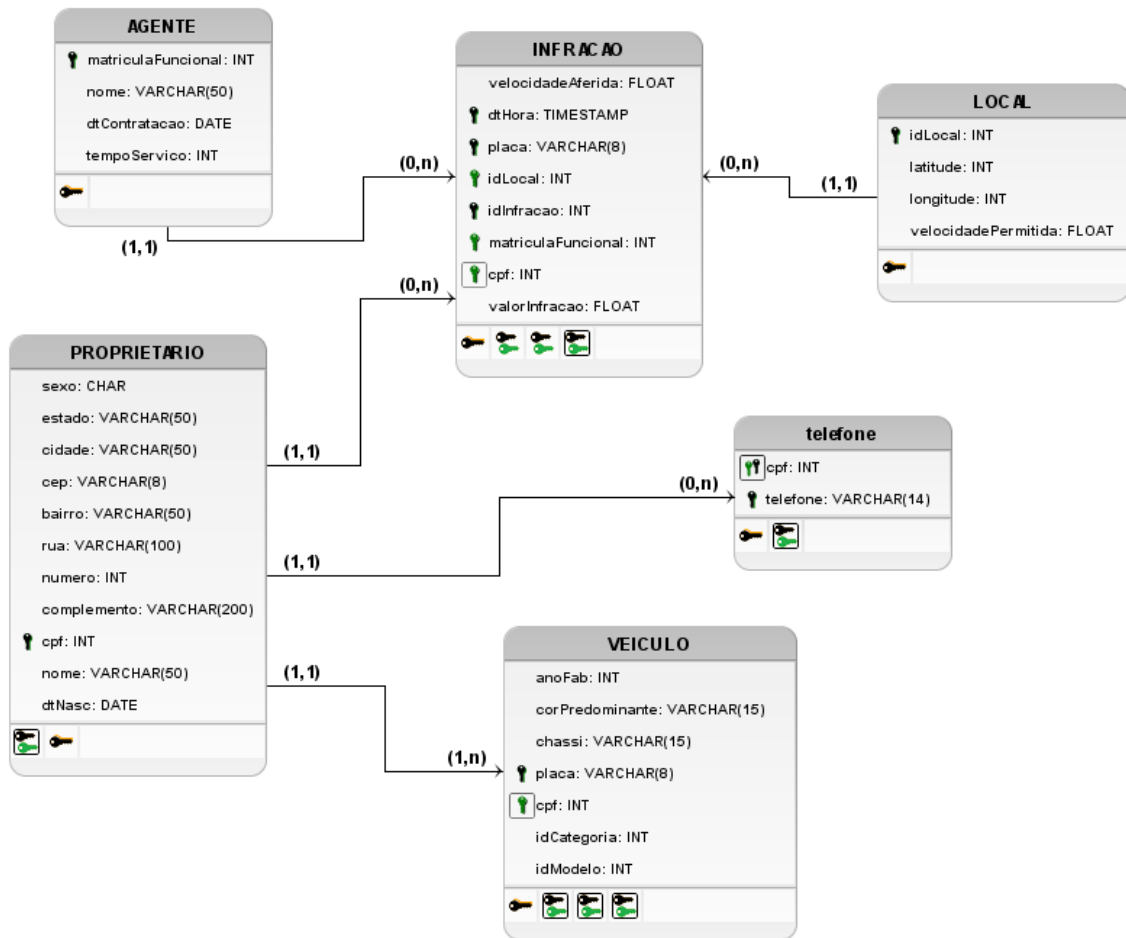 AGENTE
matriculaFuncional: INT
nome: VARCHAR(50)
dtContratacao: DATE
tempoServico: INT
(1,1)
(0,n)
INFRACAO
velocidadeAferida: FLOAT
dtHora: TIMESTAMP
placa: VARCHAR(8)
idLocal: INT
idInfracao: INT
matriculaFuncional: INT
cpf: INT
valorInfracao: FLOAT
(0,n)
(1,1)
LOCAL
idLocal: INT
latitude: INT
longitude: INT
velocidadePermitida: FLOAT
(0,n)
(1,1)
PROPRIETARIO
sexo: CHAR
estado: VARCHAR(50)
cidade: VARCHAR(50)
cep: VARCHAR(8)
bairro: VARCHAR(50)
rua: VARCHAR(100)
numero: INT
complemento: VARCHAR(200)
cpf: INT
nome: VARCHAR(50)
dtNasc: DATE
(1,1)
(0,n)
telefone
cpf: INT
telefone: VARCHAR(14)
(1,1)
(1,n)
VEICULO
anoFab: INT
corPredominante: VARCHAR(15)
chassi: VARCHAR(15)
placa: VARCHAR(8)
cpf: INT
idCategoria: INT
idModelo: INT